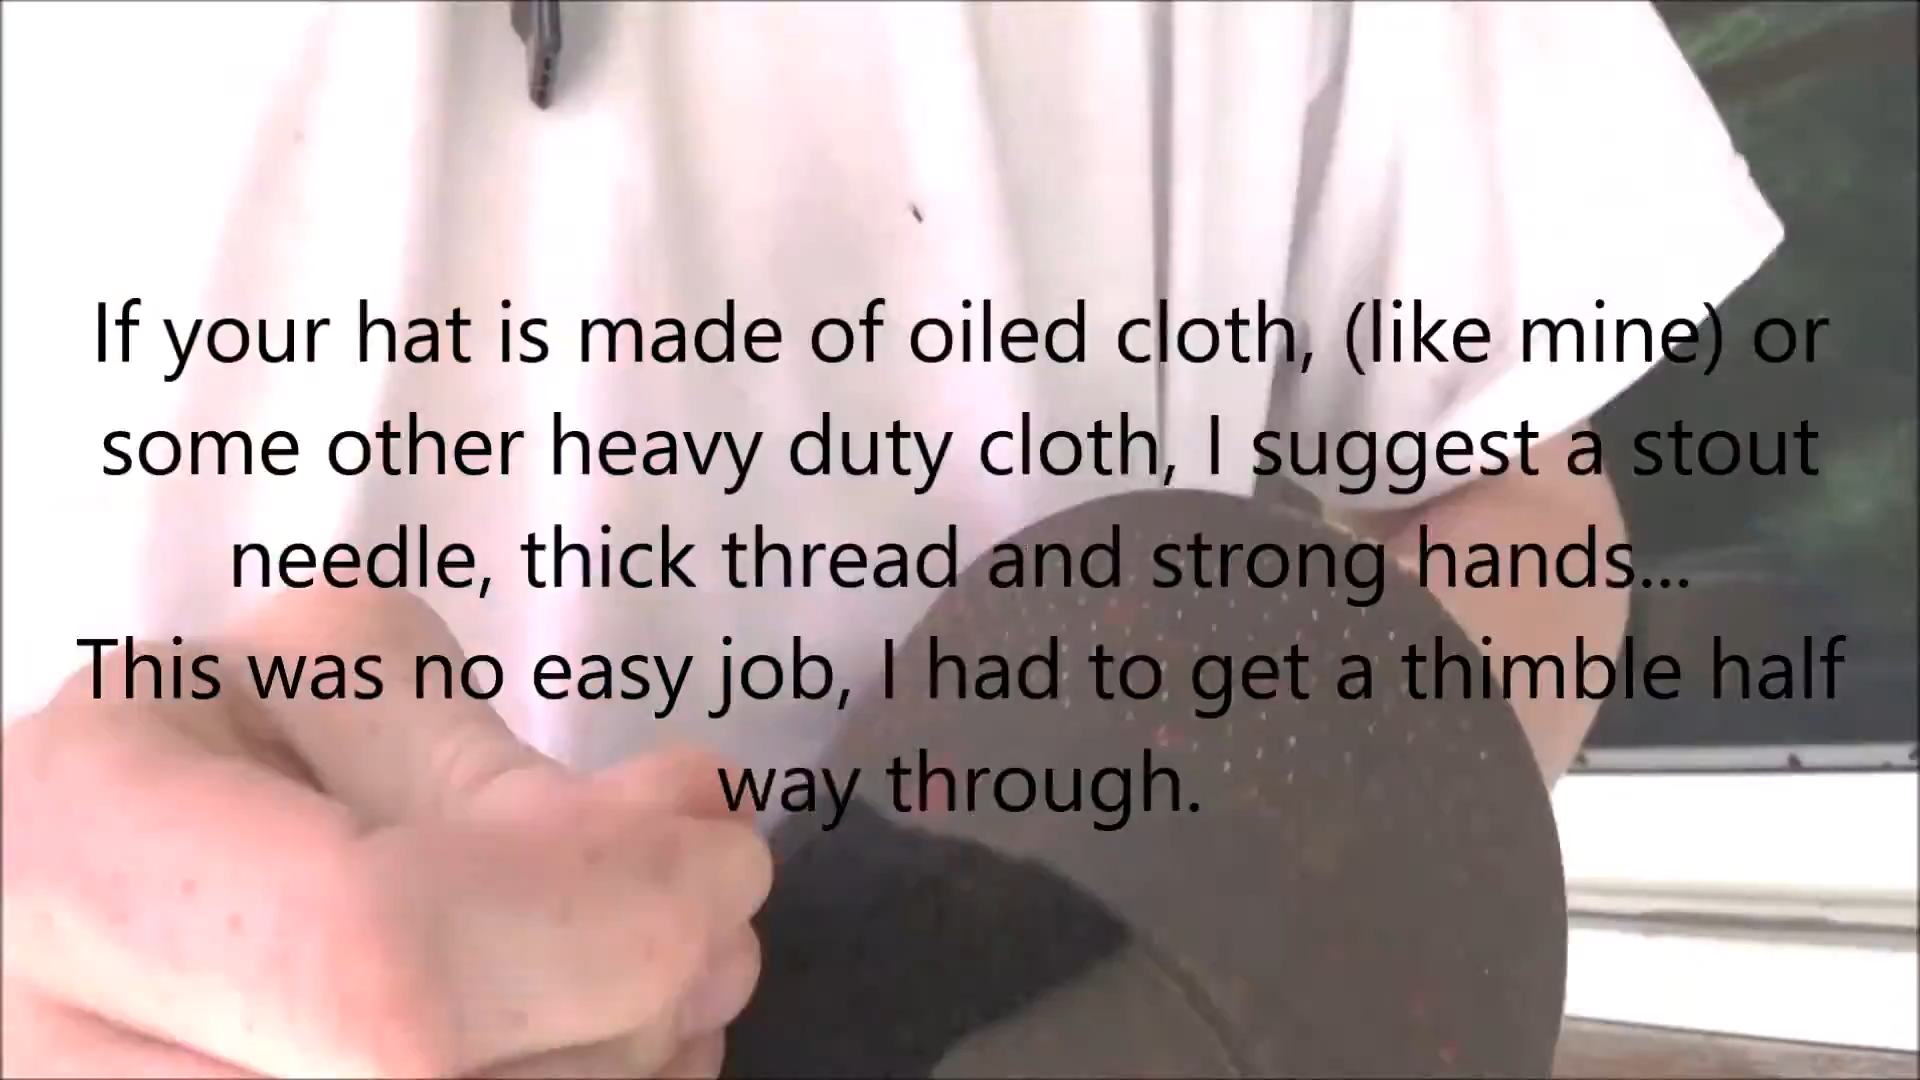 If your hat is made of oiled cloth, (like mine) or
some other heavy duty cloth, I suggest a stout
needle, thick thread and strong hands...
This was no easy job, I had to get a thimble half
way through.